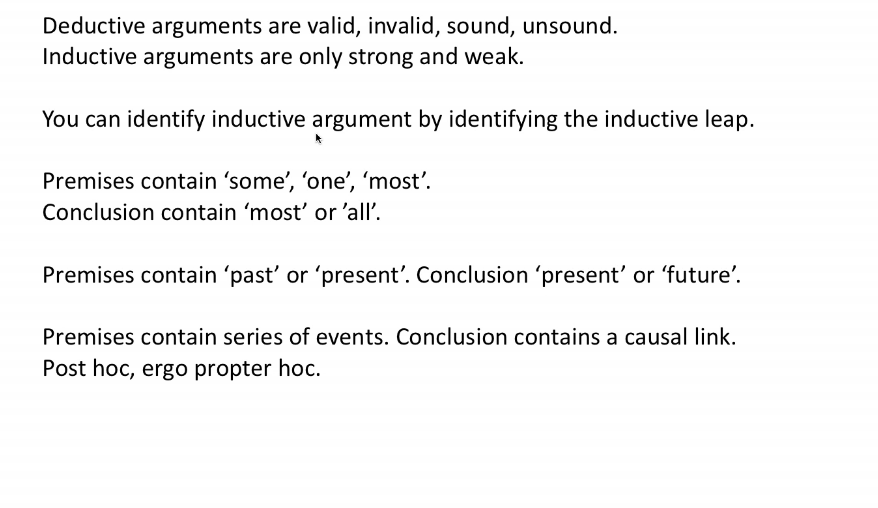 Deductive arguments are valid, invalid, sound, unsound.
Inductive arguments are only strong and weak.
You can identify inductive argument by identifying the inductive leap.
Premises contain ‘some’, ‘one’, ‘most’.
Conclusion contain ‘most’ or ’all’.
Premises contain ‘past’ or ‘present’. Conclusion ‘present’ or ‘future’.
Premises contain series of events. Conclusion contains a causal link.
Post hoc, ergo propter hoc.